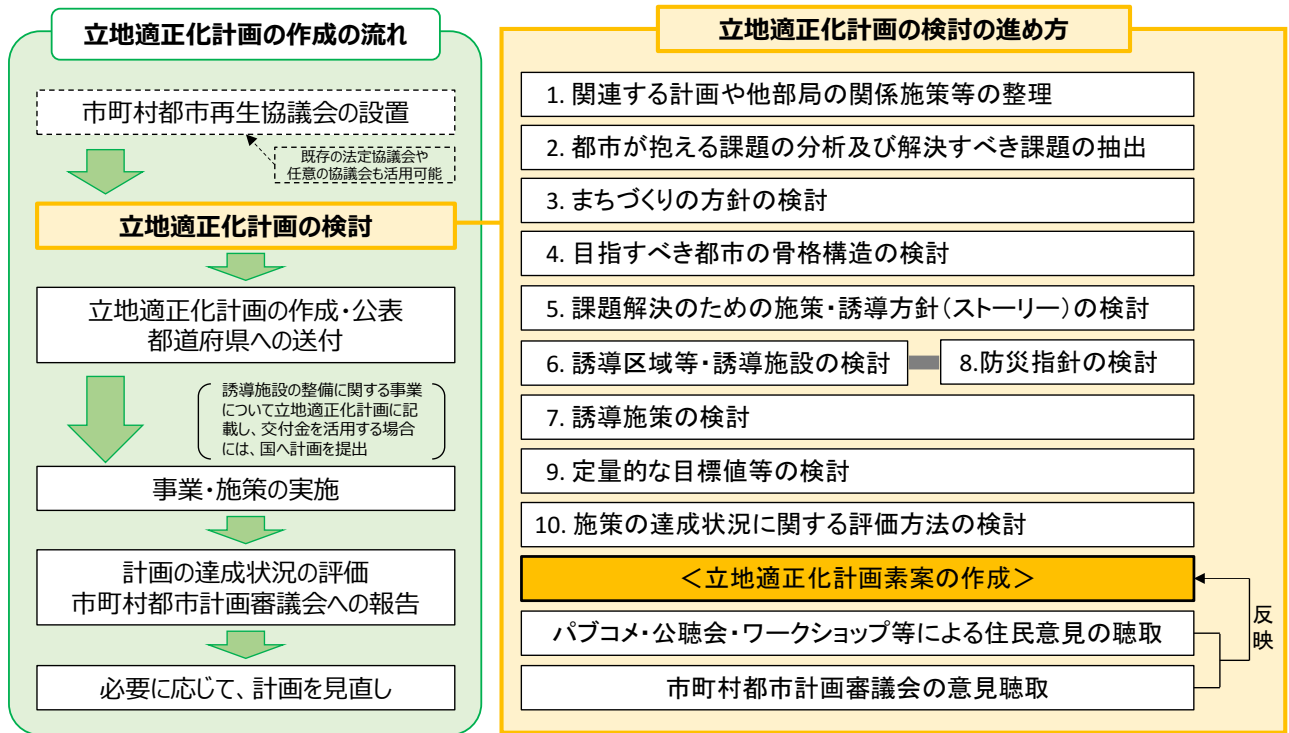 立地適正化計画の作成の流れ
市町村都市再生協議会の設置
既存の法定協議会や
任意の協議会も活用可能
立地適正化計画の検討
立地適正化計画の作成・公表
都道府県への送付
誘導施設の整備に関する事業
について立地適正化計画に記
載し、交付金を活用する場合
には、国へ計画を提出
事業・施策の実施
計画の達成状況の評価
市町村都市計画審議会への報告
必要に応じて、計画を見直し
立地適正化計画の検討の進め方
1. 関連する計画や他部局の関係施策等の整理
2. 都市が抱える課題の分析及び解決すべき課題の抽出
3. まちづくりの方針の検討
4. 目指すべき都市の骨格構造の検討
5. 課題解決のための施策・誘導方針(ストーリー)の検討
6. 誘導区域等・誘導施設の検討
8.防災指針の検討
7. 誘導施策の検討
9. 定量的な目標値等の検討
10. 施策の達成状況に関する評価方法の検討
<立地適正化計画素案の作成>
パブコメ・公聴会・ワークショップ等による住民意見の聴取
市町村都市計画審議会の意見聴取
反映